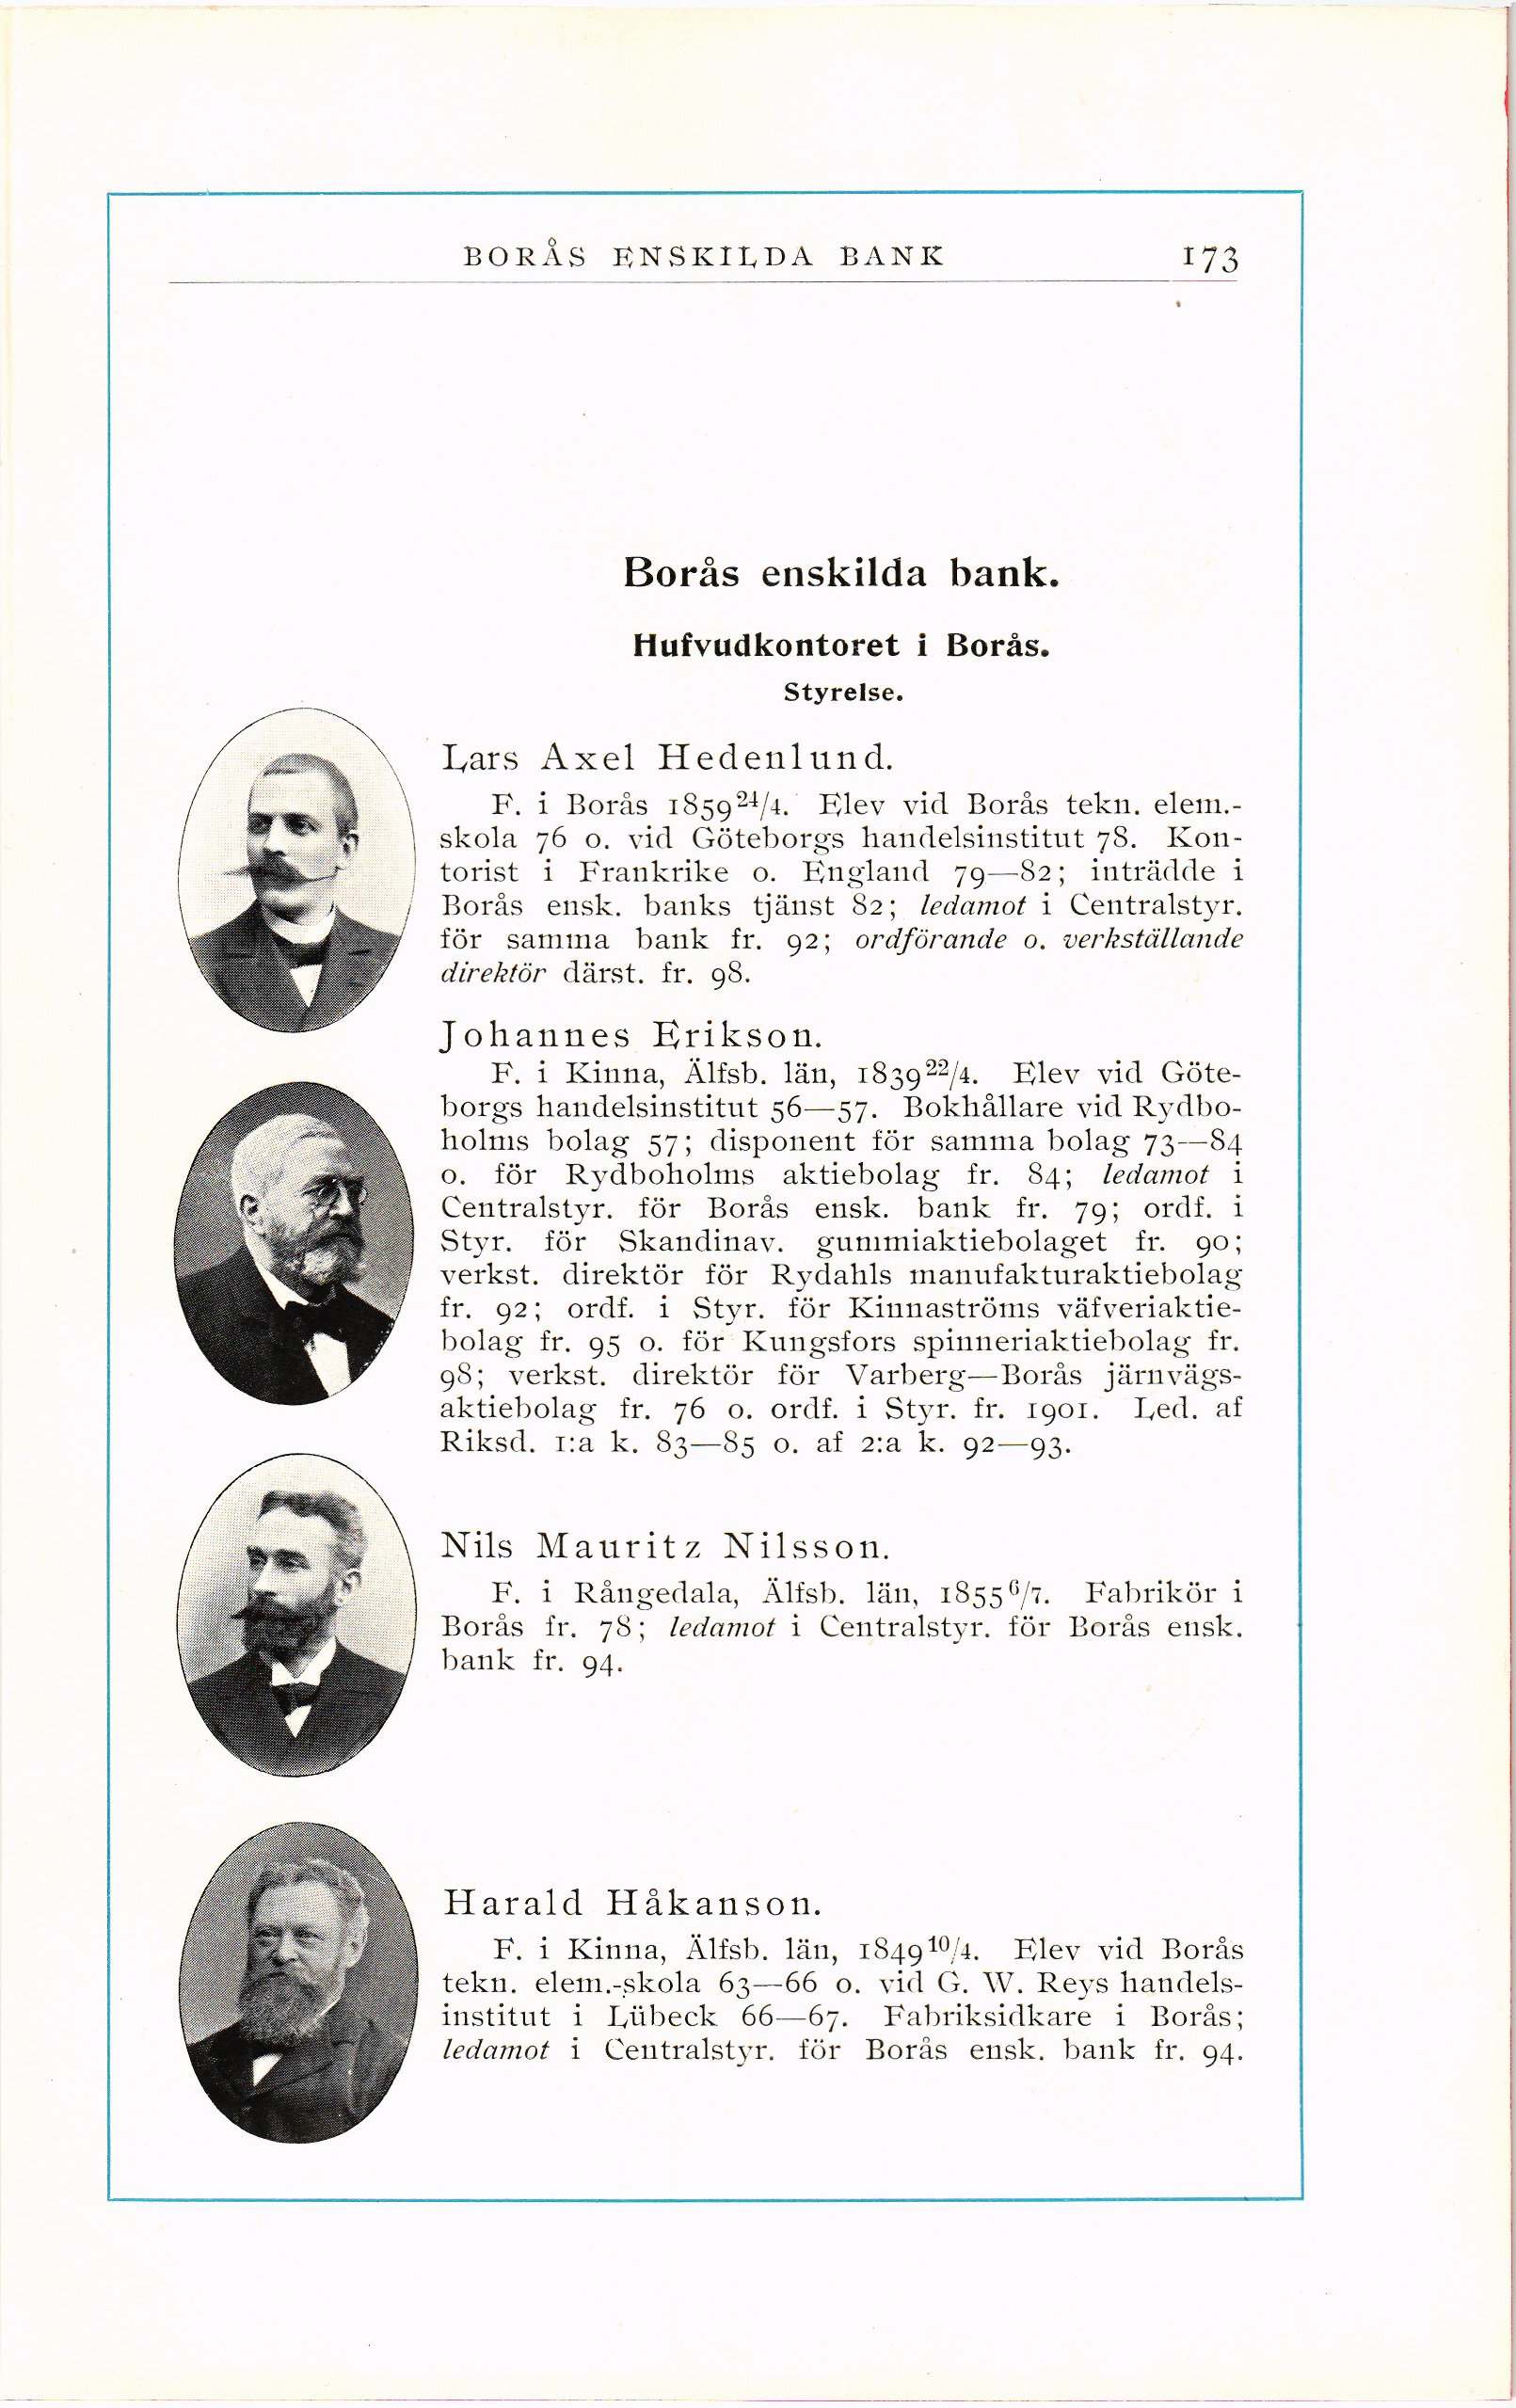 BORÅS ENSKILDA BANK 173
Borås enskilda bank.
Hufvudkontoret i Borås.
Styrelse.
Lars Axel Hedenlund.
F. i Borås 1859²⁴/₄. Elev vid Borås tekn. elem.-
skola 76 o. vid Göteborgs handelsinstitut 78. Kon-
torist i Frankrike o. England 79—82; inträdde i
Borås ensk. banks tjänst 82; ledamot i Centralstyr.
för samma bank fr. 92; ordförande o. verkställande
direktör därst. fr. 98.
Johannes Erikson.
F. i Kinna, Älfsb. län, 1839²²/₄. Elev vid Göte-
borgs handelsinstitut 56—57. Bokhållare vid Rydbo-
holms bolag 57; disponent för samma bolag 73—84
o. för Rydboholms aktiebolag fr. 84; ledamot i
Centralstyr. för Borås ensk. bank fr. 79; ordf. i
Styr. för Skandinav. gummiaktiebolaget fr. 90;
verkst. direktör för Rydahls manufakturaktiebolag
fr. 92; ordf. i Styr. för Kinnaströms väfveriaktie-
bolag fr. 95 o. för Kungsfors spinneriaktiebolag fr.
98; verkst. direktör för Varberg—Borås järnvägs-
aktiebolag fr. 76 o. ordf. i Styr. fr. 1901. Led. af
Riksd. 1:a k. 83—85 o. af 2:a k. 92—93.
Nils Mauritz Nilsson.
F. i Rångedala, Älfsb. län, 1855⁶/₇. Fabrikör i
Borås fr. 78; ledamot i Centralstyr. för Borås ensk.
bank fr. 94.
Harald Håkanson.
F. i Kinna, Älfsb. län, 1849¹⁰/₄. Elev vid Borås
tekn. elem.-skola 63—66 o. vid G. W. Reys handels-
institut i Lübeck 66—67. Fabriksidkare i Borås;
ledamot i Centralstyr. för Borås ensk. bank fr. 94.